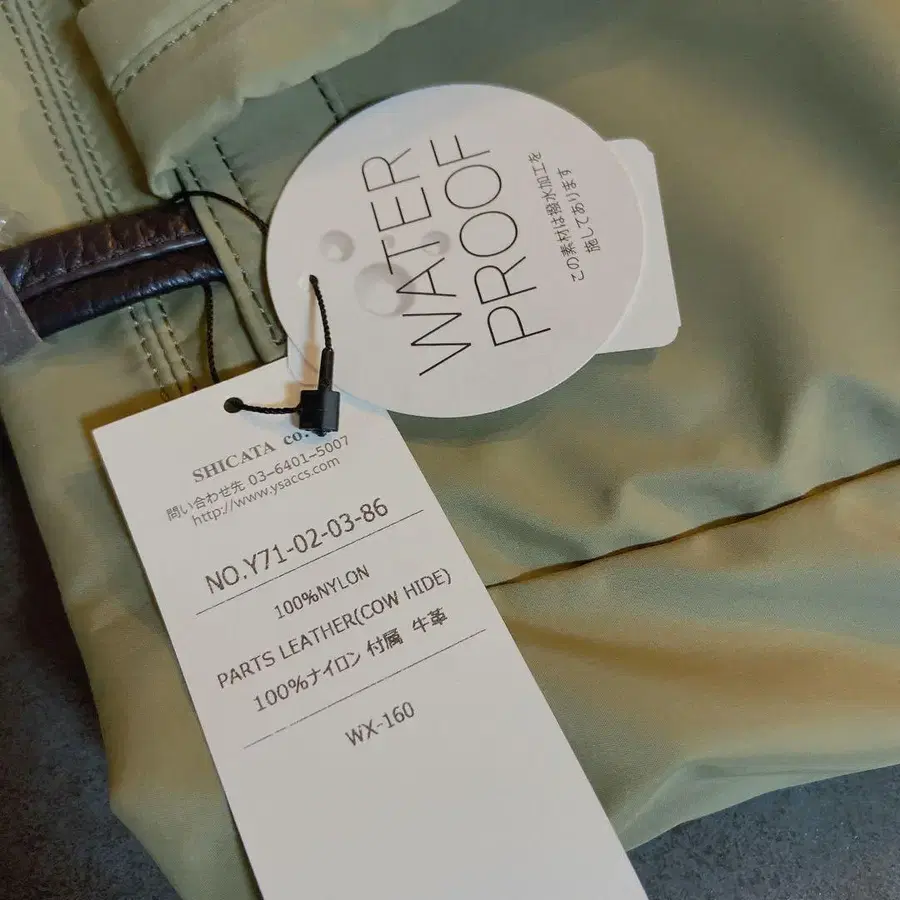 WATER
PROOF
この素材は撥水加工を
施してあります
SHICATA co.
問い合わせ先 03-6401-5007
http://www.ysaccs.com
NO.Y71-02-03-86
100%NYLON
PARTS LEATHER(COW HIDE)
100%ナイロン 付属 牛革
WX-160